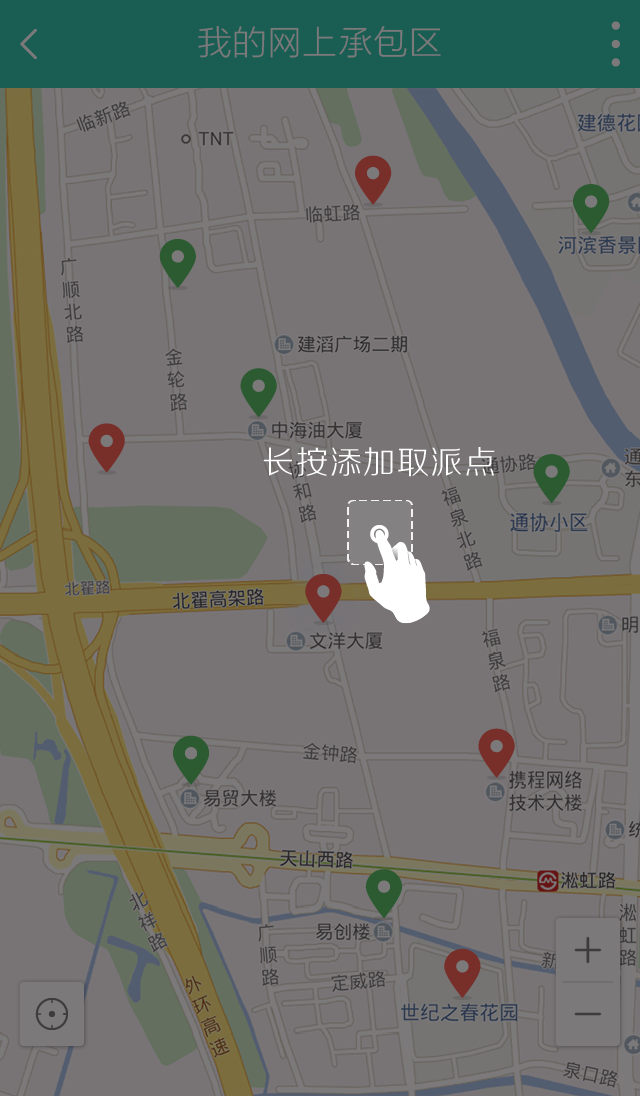 我的网上承包区
临新路
TNT
建德花
临虹路
河滨香景
广顺北路
建滔广场二期
金轮路
中海油大厦
长按添加取派点
通协路
通
东
协和路
福泉北路
通协小区
北翟路
北翟高架路
明
文洋大厦
福泉路
金钟路
携程网络
技术大楼
易贸大楼
天山西路
淞虹路
北祥路
易创楼
广顺路
淞虹路
新
定威路
外环高速
世纪之春花园
泉口路